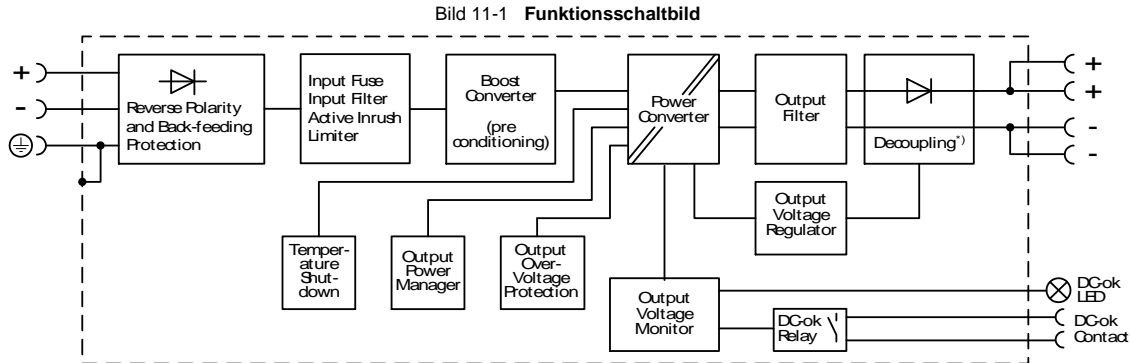 Bild 11-1 Funktionsschaltbild
+
-
Reverse Polarity
and Back-feeding
Protection
Input Fuse
Input Filter
Active Inrush
Limiter
Boost
Converter
(pre
conditioning)
Power
Converter
Output
Filter
Decoupling*)
+
+
-
-
Temper-
ature
Shut-
down
Output
Power
Manager
Output
Over-
Voltage
Protection
Output
Voltage
Regulator
Output
Voltage
Monitor
DC-ok
Relay
DC-ok
LED
DC-ok
Contact